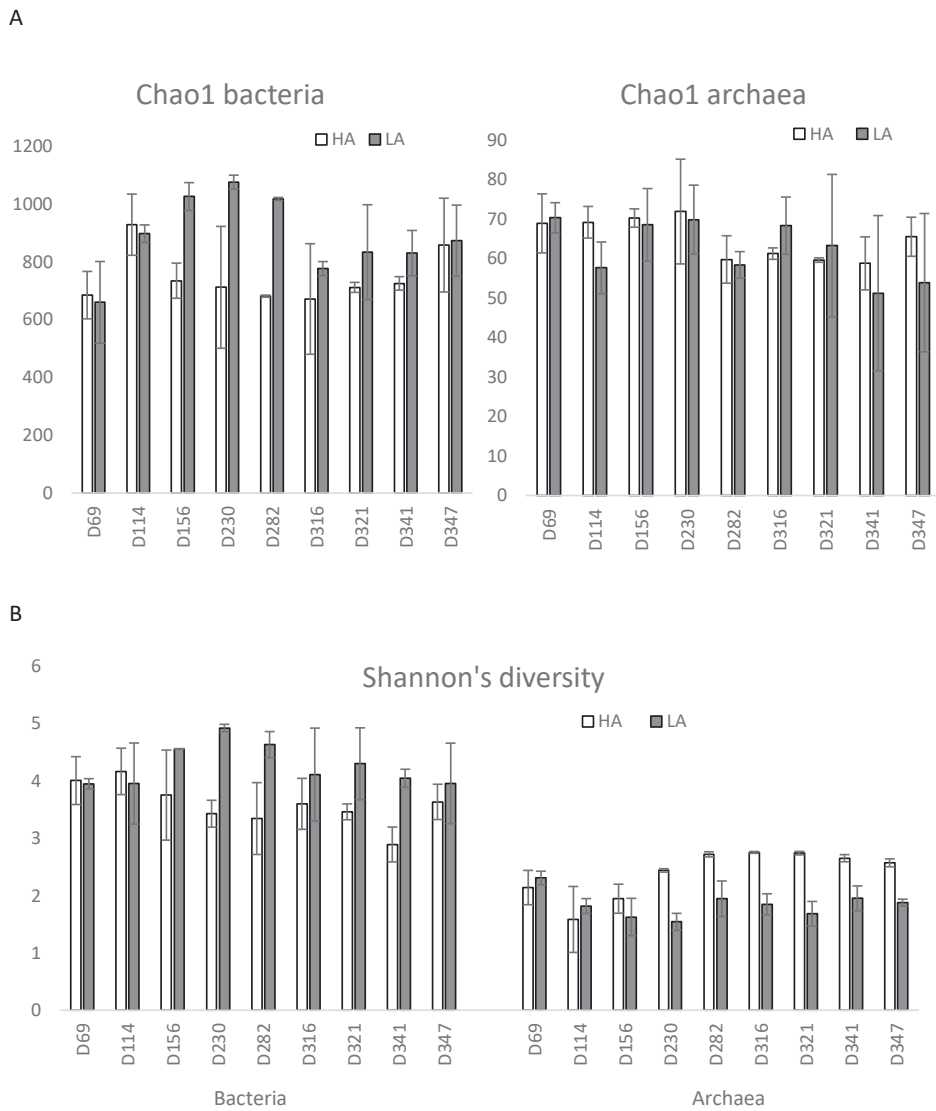 A
Chao1 bacteria
HA LA
1200
1000
800
600
400
200
0
D69 D114 D156 D230 D282 D316 D321 D341 D347
Chao1 archaea
HA LA
90
80
70
60
50
40
30
20
10
0
D69 D114 D156 D230 D282 D316 D321 D341 D347
B
Shannon's diversity
HA LA
6
5
4
3
2
1
0
D69 D114 D156 D230 D282 D316 D321 D341 D347 D69 D114 D156 D230 D282 D316 D321 D341 D347
Bacteria Archaea